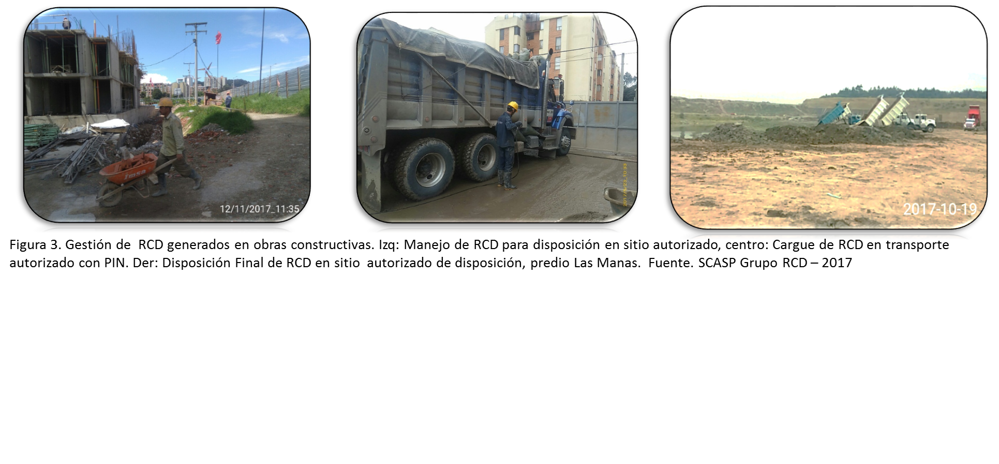 fmsa
12/11/2017_11:35
2017-10-19
Figura 3. Gestión de RCD generados en obras constructivas. Izq: Manejo de RCD para disposición en sitio autorizado, centro: Cargue de RCD en transporte
autorizado con PIN. Der: Disposición Final de RCD en sitio autorizado de disposición, predio Las Manas. Fuente. SCASP Grupo RCD – 2017